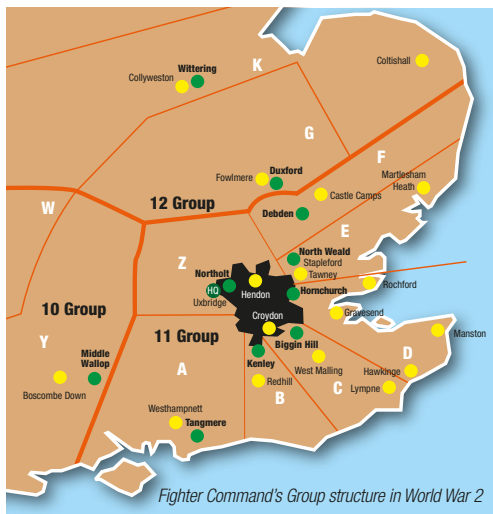 Coltishall
K
Wittering
Collyweston
G
F
Duxford
Fowlmere
Martlesham
Heath
Castle Camps
W
12 Group
Debden
E
North Weald
Stapleford
Tawney
Z
Northolt
HQ
Uxbridge
Hendon
Hornchurch
Rochford
10 Group
11 Group
Croydon
Gravesend
Manston
Y
Middle
Wallop
A
Biggin Hill
Kenley
West Malling
D
Hawkinge
Boscombe Down
Redhill
B
C
Lympne
Westhampnett
Tangmere
Fighter Command's Group structure in World War 2